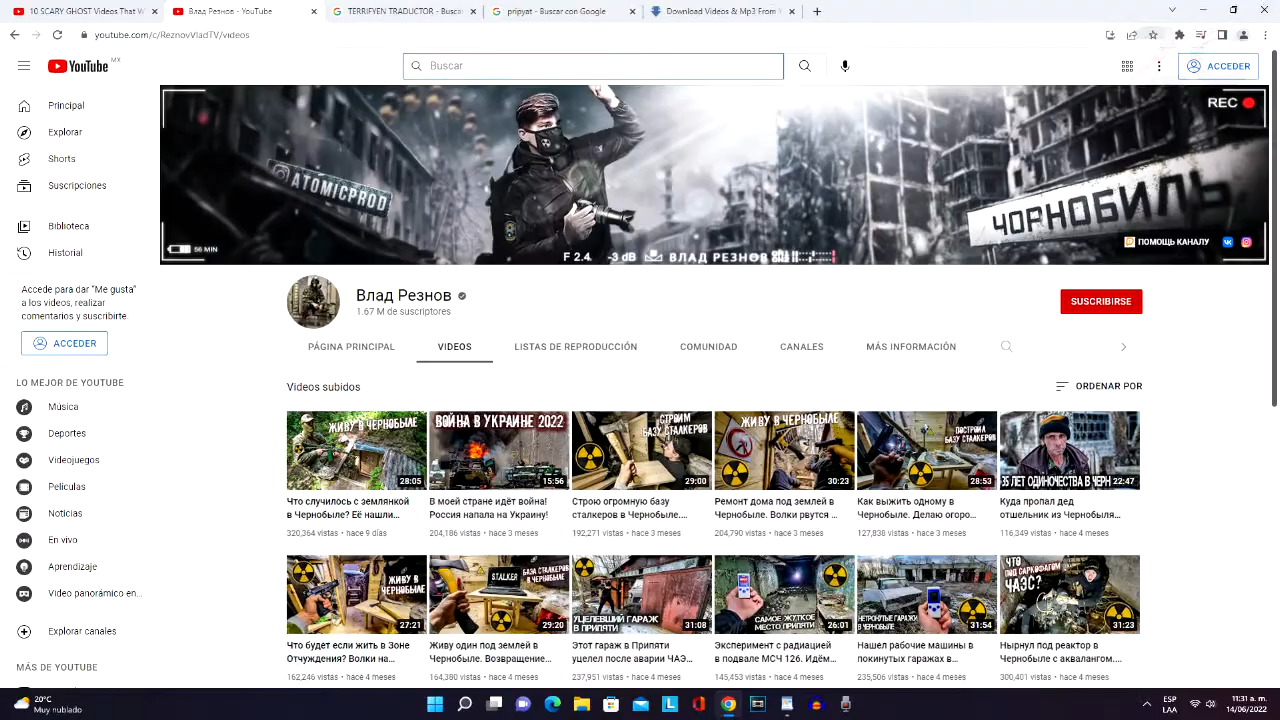 10 SCARY GHOST Videos That W
Влад Резнов - YouTube
TERRIFYEN TRADUCTOR - Buscar c
pripyat - Buscar con Google
Download Videos & Mp3 From Y
youtube.com/c/ReznovVladTV/videos
YouTube MX
Buscar
ACCEDER
Principal
Explorar
Shorts
Suscripciones
Biblioteca
Historial
Accede para dar "Me gusta"
a los videos, realizar
comentarios y suscribirte.
ACCEDER
LO MEJOR DE YOUTUBE
Música
Deportes
Videojuegos
Películas
Noticias
En vivo
Aprendizaje
Video panorámico en...
Explorar canales
MÁS DE YOUTUBE
REC
ATOMICPROD
ЧОРНОБИЛЬ
56 MIN
F 2.4
-3 dB
ВЛАД РЕЗНОВ
ПОМОЩЬ КАНАЛУ
Влад Резнов
1.67 M de suscriptores
SUSCRIBIRSE
PÁGINA PRINCIPAL
VIDEOS
LISTAS DE REPRODUCCIÓN
COMUNIDAD
CANALES
MÁS INFORMACIÓN
Videos subidos
ORDENAR POR
ЖИВУ В ЧЕРНОБЫЛЕ
28:05
Что случилось с землянкой
в Чернобыле? Её нашли...
320,364 vistas • hace 9 días
ВОЙНА В УКРАИНЕ 2022
15:56
В моей стране идёт война!
Россия напала на Украину!
204,186 vistas • hace 3 meses
СТРОИМ
БАЗУ СТАЛКЕРОВ
29:00
Строю огромную базу
сталкеров в Чернобыле....
192,271 vistas • hace 3 meses
ЖИВУ В ЧЕРНОБЫЛЕ
30:23
Ремонт дома под землей в
Чернобыле. Волки рвутся ...
204,790 vistas • hace 3 meses
ПОСТРОИЛ
БАЗУ СТАЛКЕРОВ
28:53
Как выжить одному в
Чернобыле. Делаю огоро...
127,838 vistas • hace 3 meses
35 ЛЕТ ОДИНОЧЕСТВА В ЧЕРН
22:47
Куда пропал дед
отшельник из Чернобыля...
116,349 vistas • hace 4 meses
ЖИВУ В
ЧЕРНОБЫЛЕ
27:21
Что будет если жить в Зоне
Отчуждения? Волки на...
162,246 vistas • hace 4 meses
S.T.A.L.K.E.R
БАЗА СТАЛКЕРОВ
В ЧЕРНОБЫЛЕ
29:20
Живу один под землей в
Чернобыле. Возвращение...
164,380 vistas • hace 4 meses
УЦЕЛЕВШИЙ ГАРАЖ
В ПРИПЯТИ
31:08
Этот гараж в Припяти
уцелел после аварии ЧАЭ...
237,951 vistas • hace 4 meses
САМОЕ ЖУТКОЕ
МЕСТО ПРИПЯТИ
26:01
Эксперимент с радиацией
в подвале МСЧ 126. Идём...
145,453 vistas • hace 4 meses
НЕТРОНУТЫЕ ГАРАЖИ
В ЧЕРНОБЫЛЕ
31:54
Нашел рабочие машины в
покинутых гаражах в...
235,506 vistas • hace 4 meses
ЧТО
ПОД САРКОФАГОМ
ЧАЭС?
31:23
Нырнул под реактор в
Чернобыле с аквалангом....
300,401 vistas • hace 4 meses
20°C
Muy nublado
ESP
LAA
11:31 a. m.
14/06/2022